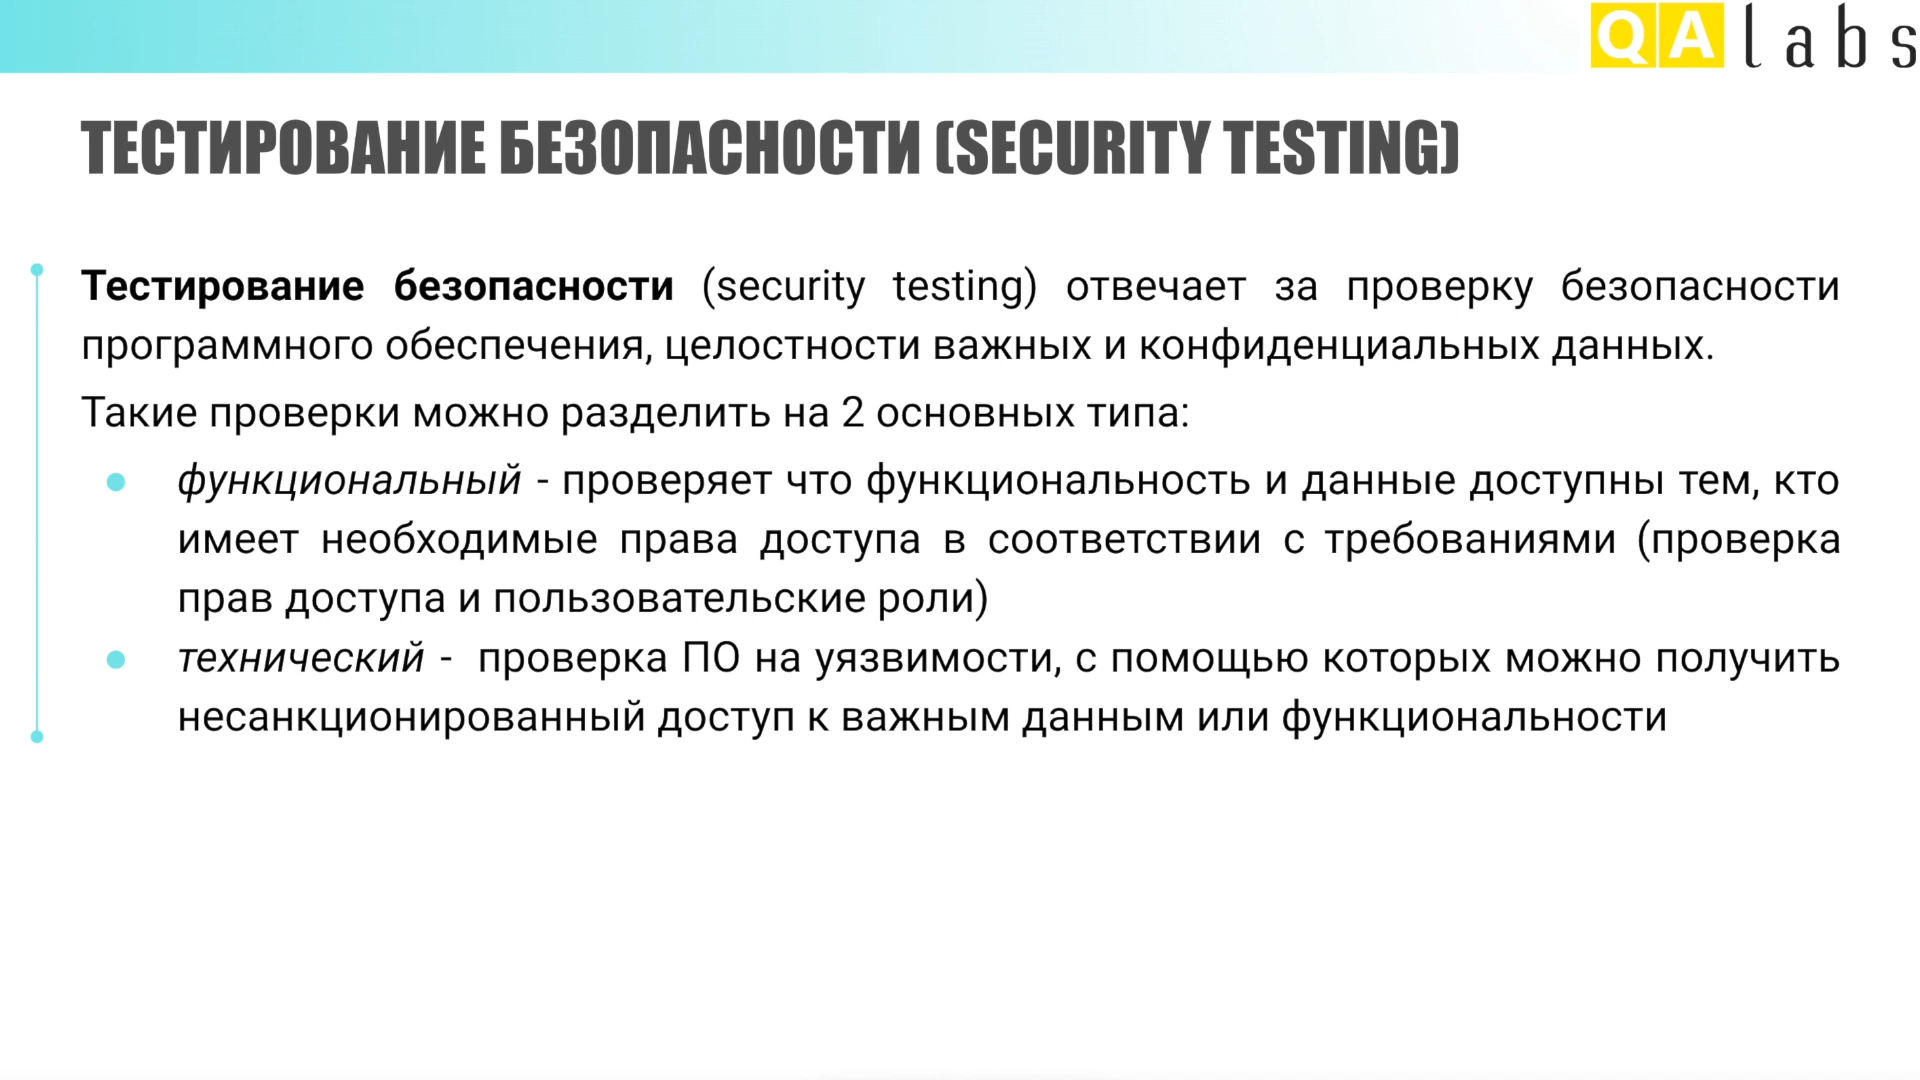 QA labs
ТЕСТИРОВАНИЕ БЕЗОПАСНОСТИ (SECURITY TESTING)
Тестирование безопасности (security testing) отвечает за проверку безопасности
программного обеспечения, целостности важных и конфиденциальных данных.
Такие проверки можно разделить на 2 основных типа:
● функциональный - проверяет что функциональность и данные доступны тем, кто
имеет необходимые права доступа в соответствии с требованиями (проверка
прав доступа и пользовательские роли)
● технический - проверка ПО на уязвимости, с помощью которых можно получить
несанкционированный доступ к важным данным или функциональности